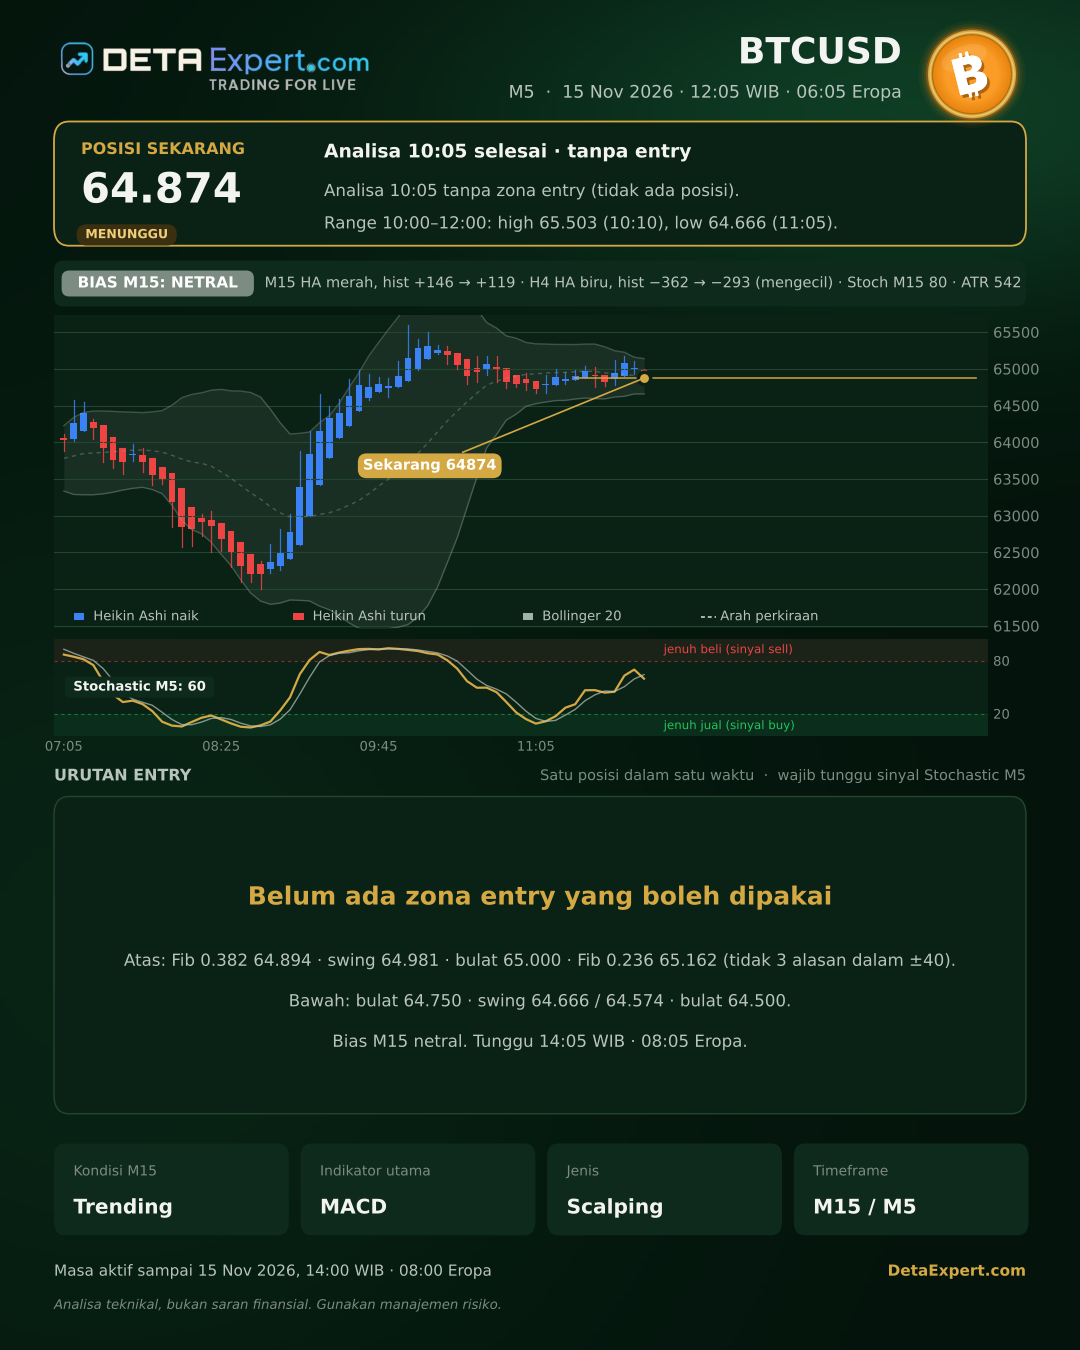 DETA Expert.com
TRADING FOR LIVE
BTCUSD
M5 · 15 Nov 2026 · 12:05 WIB · 06:05 Eropa
POSISI SEKARANG
64.874
MENUNGGU
Analisa 10:05 selesai · tanpa entry
Analisa 10:05 tanpa zona entry (tidak ada posisi).
Range 10:00–12:00: high 65.503 (10:10), low 64.666 (11:05).
BIAS M15: NETRAL
M15 HA merah, hist +146 → +119 · H4 HA biru, hist −362 → −293 (mengecil) · Stoch M15 80 · ATR 542
65500
65000
64500
64000
63500
63000
62500
62000
61500
Sekarang 64874
Heikin Ashi naik
Heikin Ashi turun
Bollinger 20
Arah perkiraan
jenuh beli (sinyal sell)
80
Stochastic M5: 60
20
jenuh jual (sinyal buy)
07:05
08:25
09:45
11:05
URUTAN ENTRY
Satu posisi dalam satu waktu · wajib tunggu sinyal Stochastic M5
Belum ada zona entry yang boleh dipakai
Atas: Fib 0.382 64.894 · swing 64.981 · bulat 65.000 · Fib 0.236 65.162 (tidak 3 alasan dalam ±40).
Bawah: bulat 64.750 · swing 64.666 / 64.574 · bulat 64.500.
Bias M15 netral. Tunggu 14:05 WIB · 08:05 Eropa.
Kondisi M15
Trending
Indikator utama
MACD
Jenis
Scalping
Timeframe
M15 / M5
Masa aktif sampai 15 Nov 2026, 14:00 WIB · 08:00 Eropa
DetaExpert.com
Analisa teknikal, bukan saran finansial. Gunakan manajemen risiko.